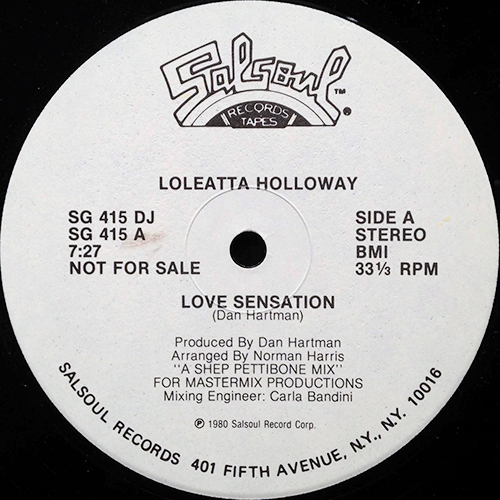 Salsoul TM
RECORDS ®
TAPES
LOLEATTA HOLLOWAY
SG 415 DJ SIDE A
SG 415 A STEREO
7:27 BMI
NOT FOR SALE 33⅓ RPM
LOVE SENSATION
(Dan Hartman)
Produced By Dan Hartman
Arranged By Norman Harris
"A SHEP PETTIBONE MIX"
FOR MASTERMIX PRODUCTIONS
Mixing Engineer: Carla Bandini
℗ 1980 Salsoul Record Corp.
SALSOUL RECORDS 401 FIFTH AVENUE, N.Y., N.Y. 10016